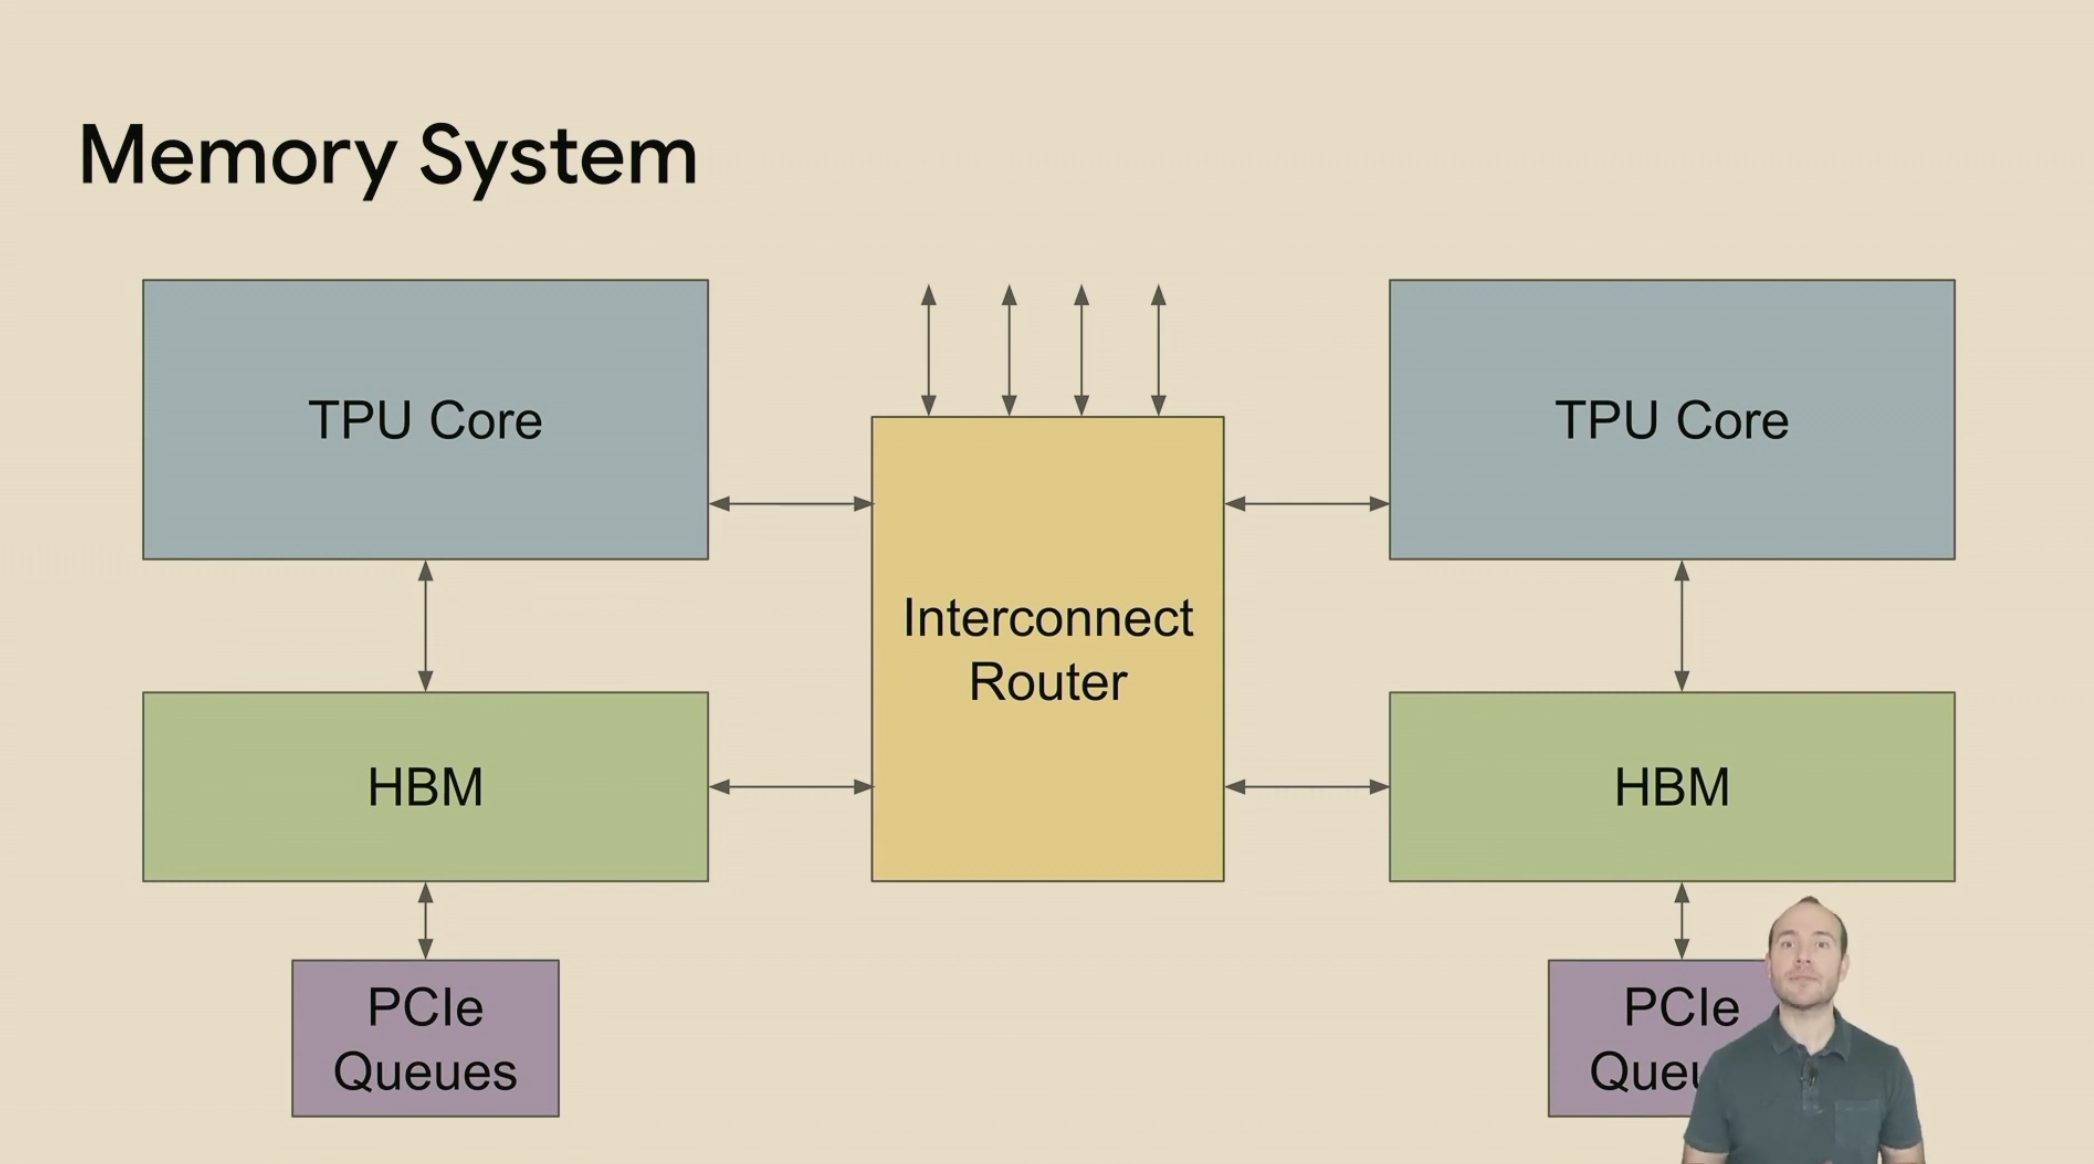 Memory System
TPU Core
TPU Core
Interconnect
Router
HBM
HBM
PCIe
Queues
PCIe